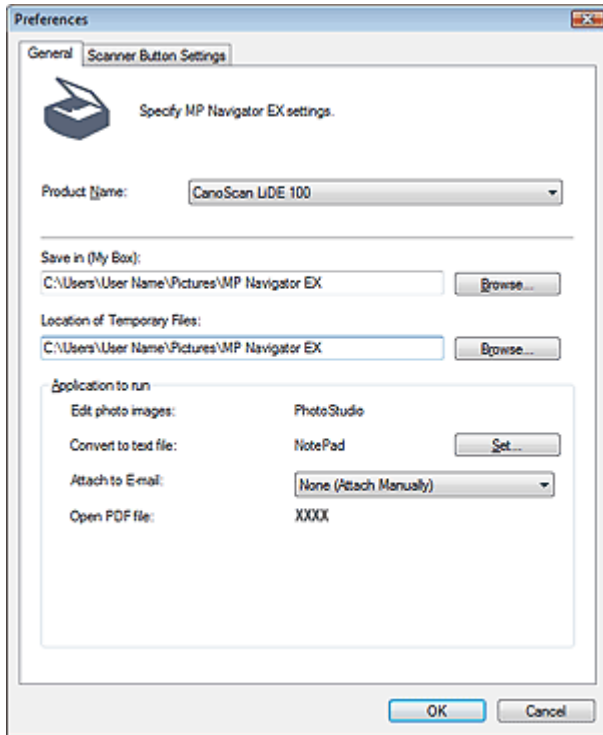 Preferences
General Scanner Button Settings
Specify MP Navigator EX settings.
Product Name: CanoScan LiDE 100
Save in (My Box):
C:\Users\User Name\Pictures\MP Navigator EX Browse...
Location of Temporary Files:
C:\Users\User Name\Pictures\MP Navigator EX Browse...
Application to run
Edit photo images: PhotoStudio
Convert to text file: NotePad Set...
Attach to E-mail: None (Attach Manually)
Open PDF file: XXXX
OK Cancel